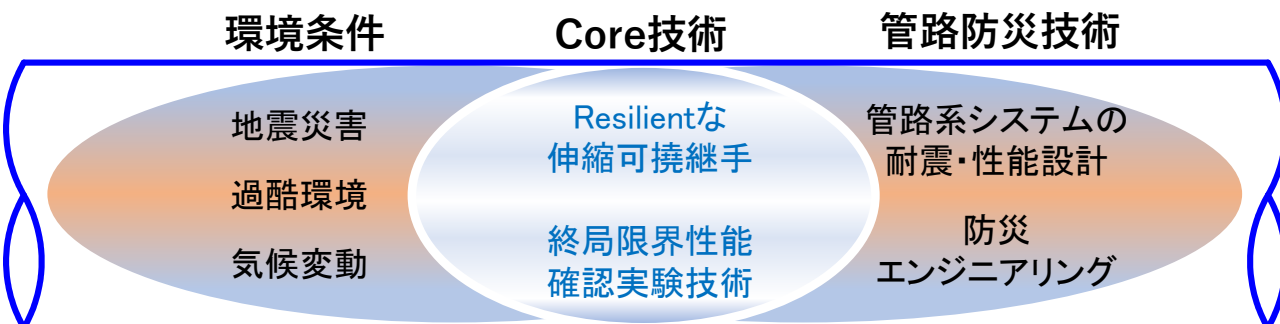 環境条件
地震災害
過酷環境
気候変動
Core技術
Resilientな
伸縮可撓継手
終局限界性能
確認実験技術
管路防災技術
管路系システムの
耐震・性能設計
防災
エンジニアリング